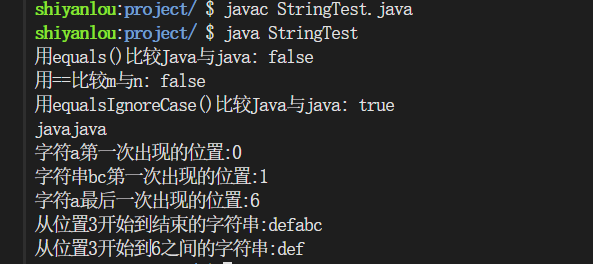 shiyanlou:project/ $ javac StringTest.java
shiyanlou:project/ $ java StringTest
用equals()比较Java与java: false
用==比较m与n: false
用equalsIgnoreCase()比较Java与java: true
javajava
字符a第一次出现的位置:0
字符串bc第一次出现的位置:1
字符a最后一次出现的位置:6
从位置3开始到结束的字符串:defabc
从位置3开始到6之间的字符串:def